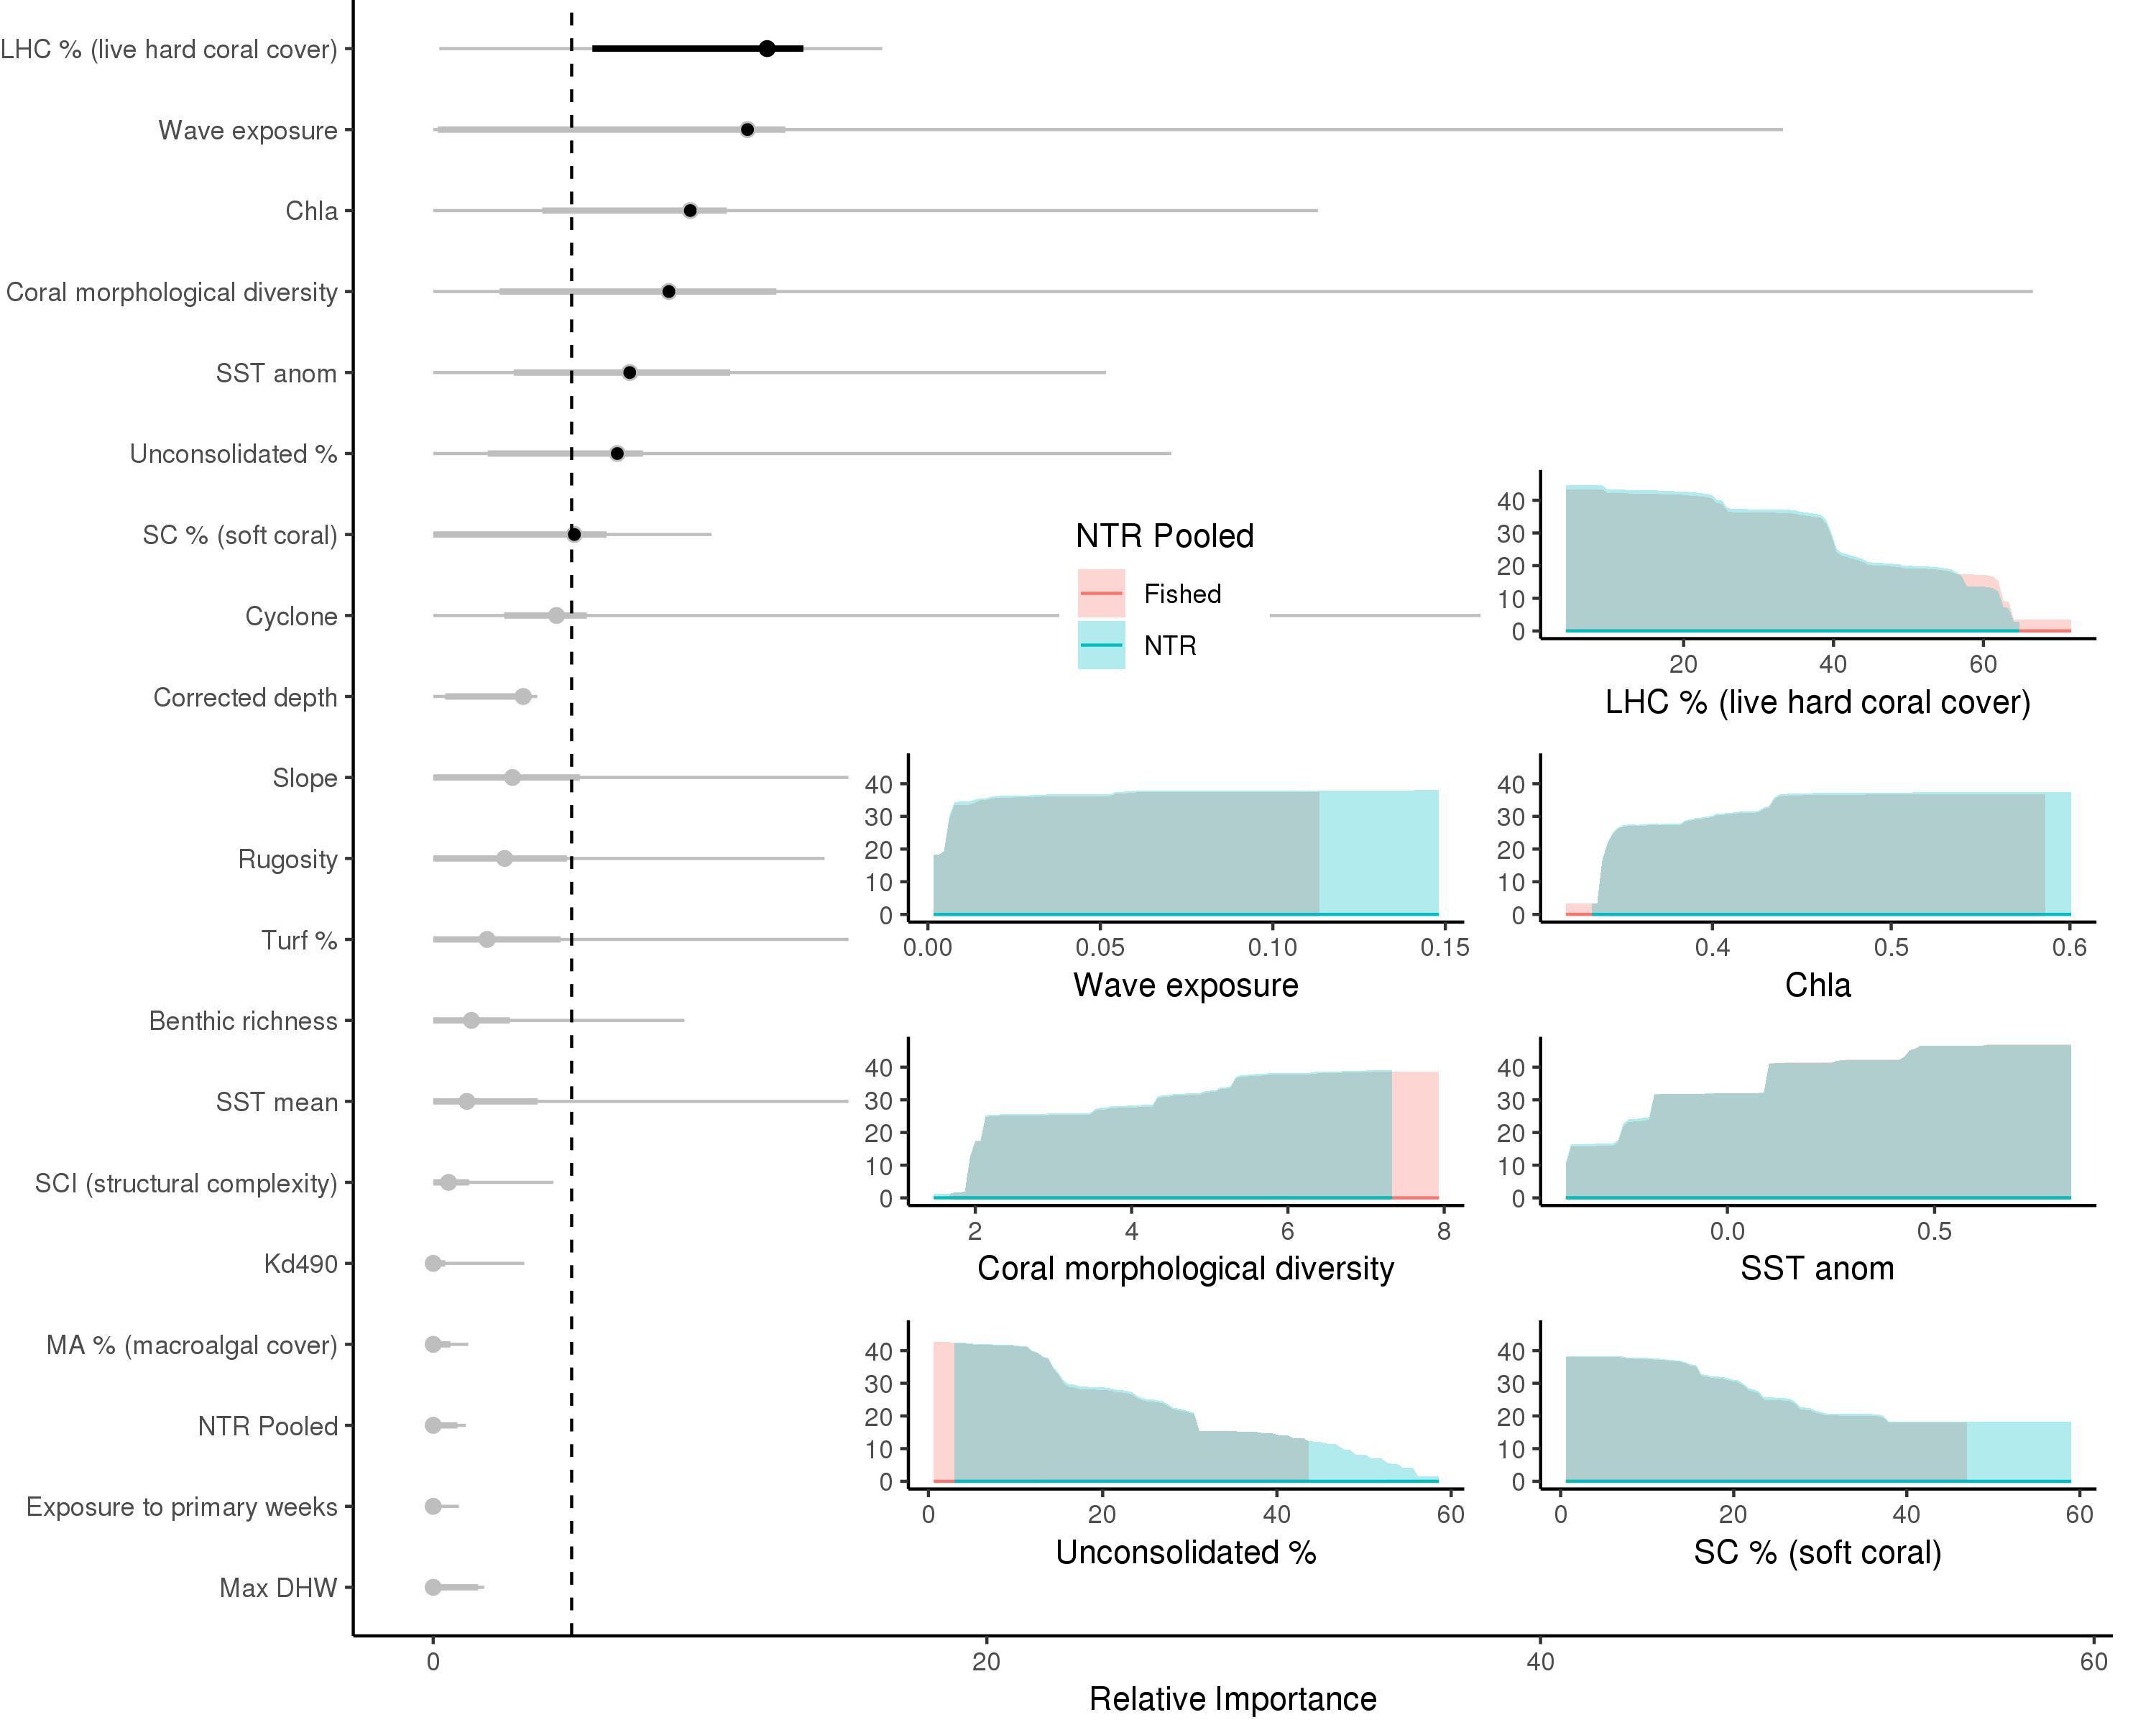 LHC % (live hard coral cover)
Wave exposure
Chla
Coral morphological diversity
SST anom
Unconsolidated %
SC % (soft coral)
Cyclone
Corrected depth
Slope
Rugosity
Turf %
Benthic richness
SST mean
SCI (structural complexity)
Kd490
MA % (macroalgal cover)
NTR Pooled
Exposure to primary weeks
Max DHW
0 20 40 60
Relative Importance
NTR Pooled
Fished
NTR
40
30
20
10
0
20 40 60
LHC % (live hard coral cover)
40
30
20
10
0
0.00 0.05 0.10 0.15
Wave exposure
40
30
20
10
0
0.4 0.5 0.6
Chla
40
30
20
10
0
2 4 6 8
Coral morphological diversity
40
30
20
10
0
0.0 0.5
SST anom
40
30
20
10
0
0 20 40 60
Unconsolidated %
40
30
20
10
0
0 20 40 60
SC % (soft coral)